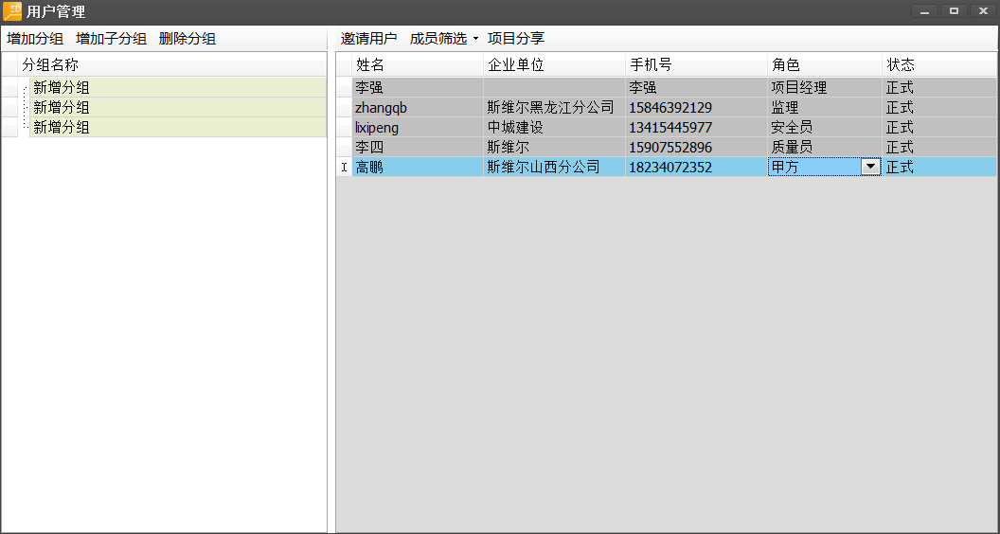 用户管理
增加分组 增加子分组 删除分组
分组名称
新增分组
新增分组
新增分组
邀请用户 成员筛选 项目分享
姓名 企业单位 手机号 角色 状态
李强 李强 项目经理 正式
zhangqb 斯维尔黑龙江分公司 15846392129 监理 正式
lixipeng 中城建设 13415445977 安全员 正式
李四 斯维尔 15907552896 质量员 正式
高鹏 斯维尔山西分公司 18234072352 甲方 正式